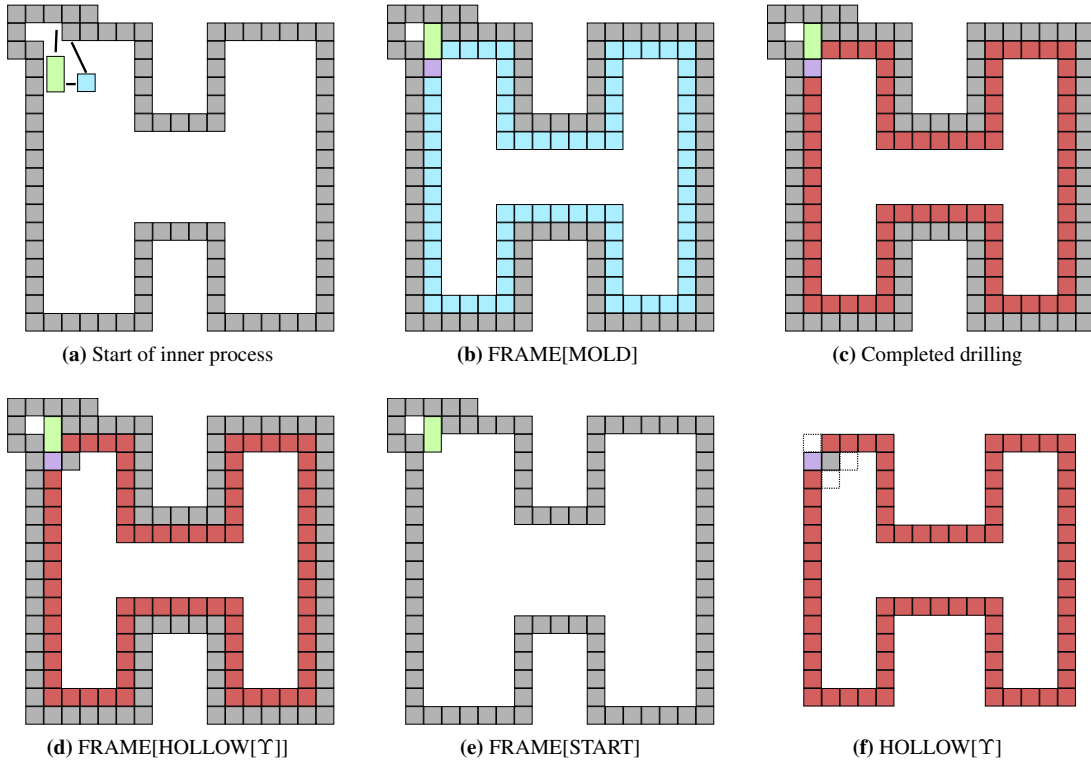 (a) Start of inner process
(b) FRAME[MOLD]
(c) Completed drilling
(d) FRAME[HOLLOW[ϒ]]
(e) FRAME[START]
(f) HOLLOW[ϒ]